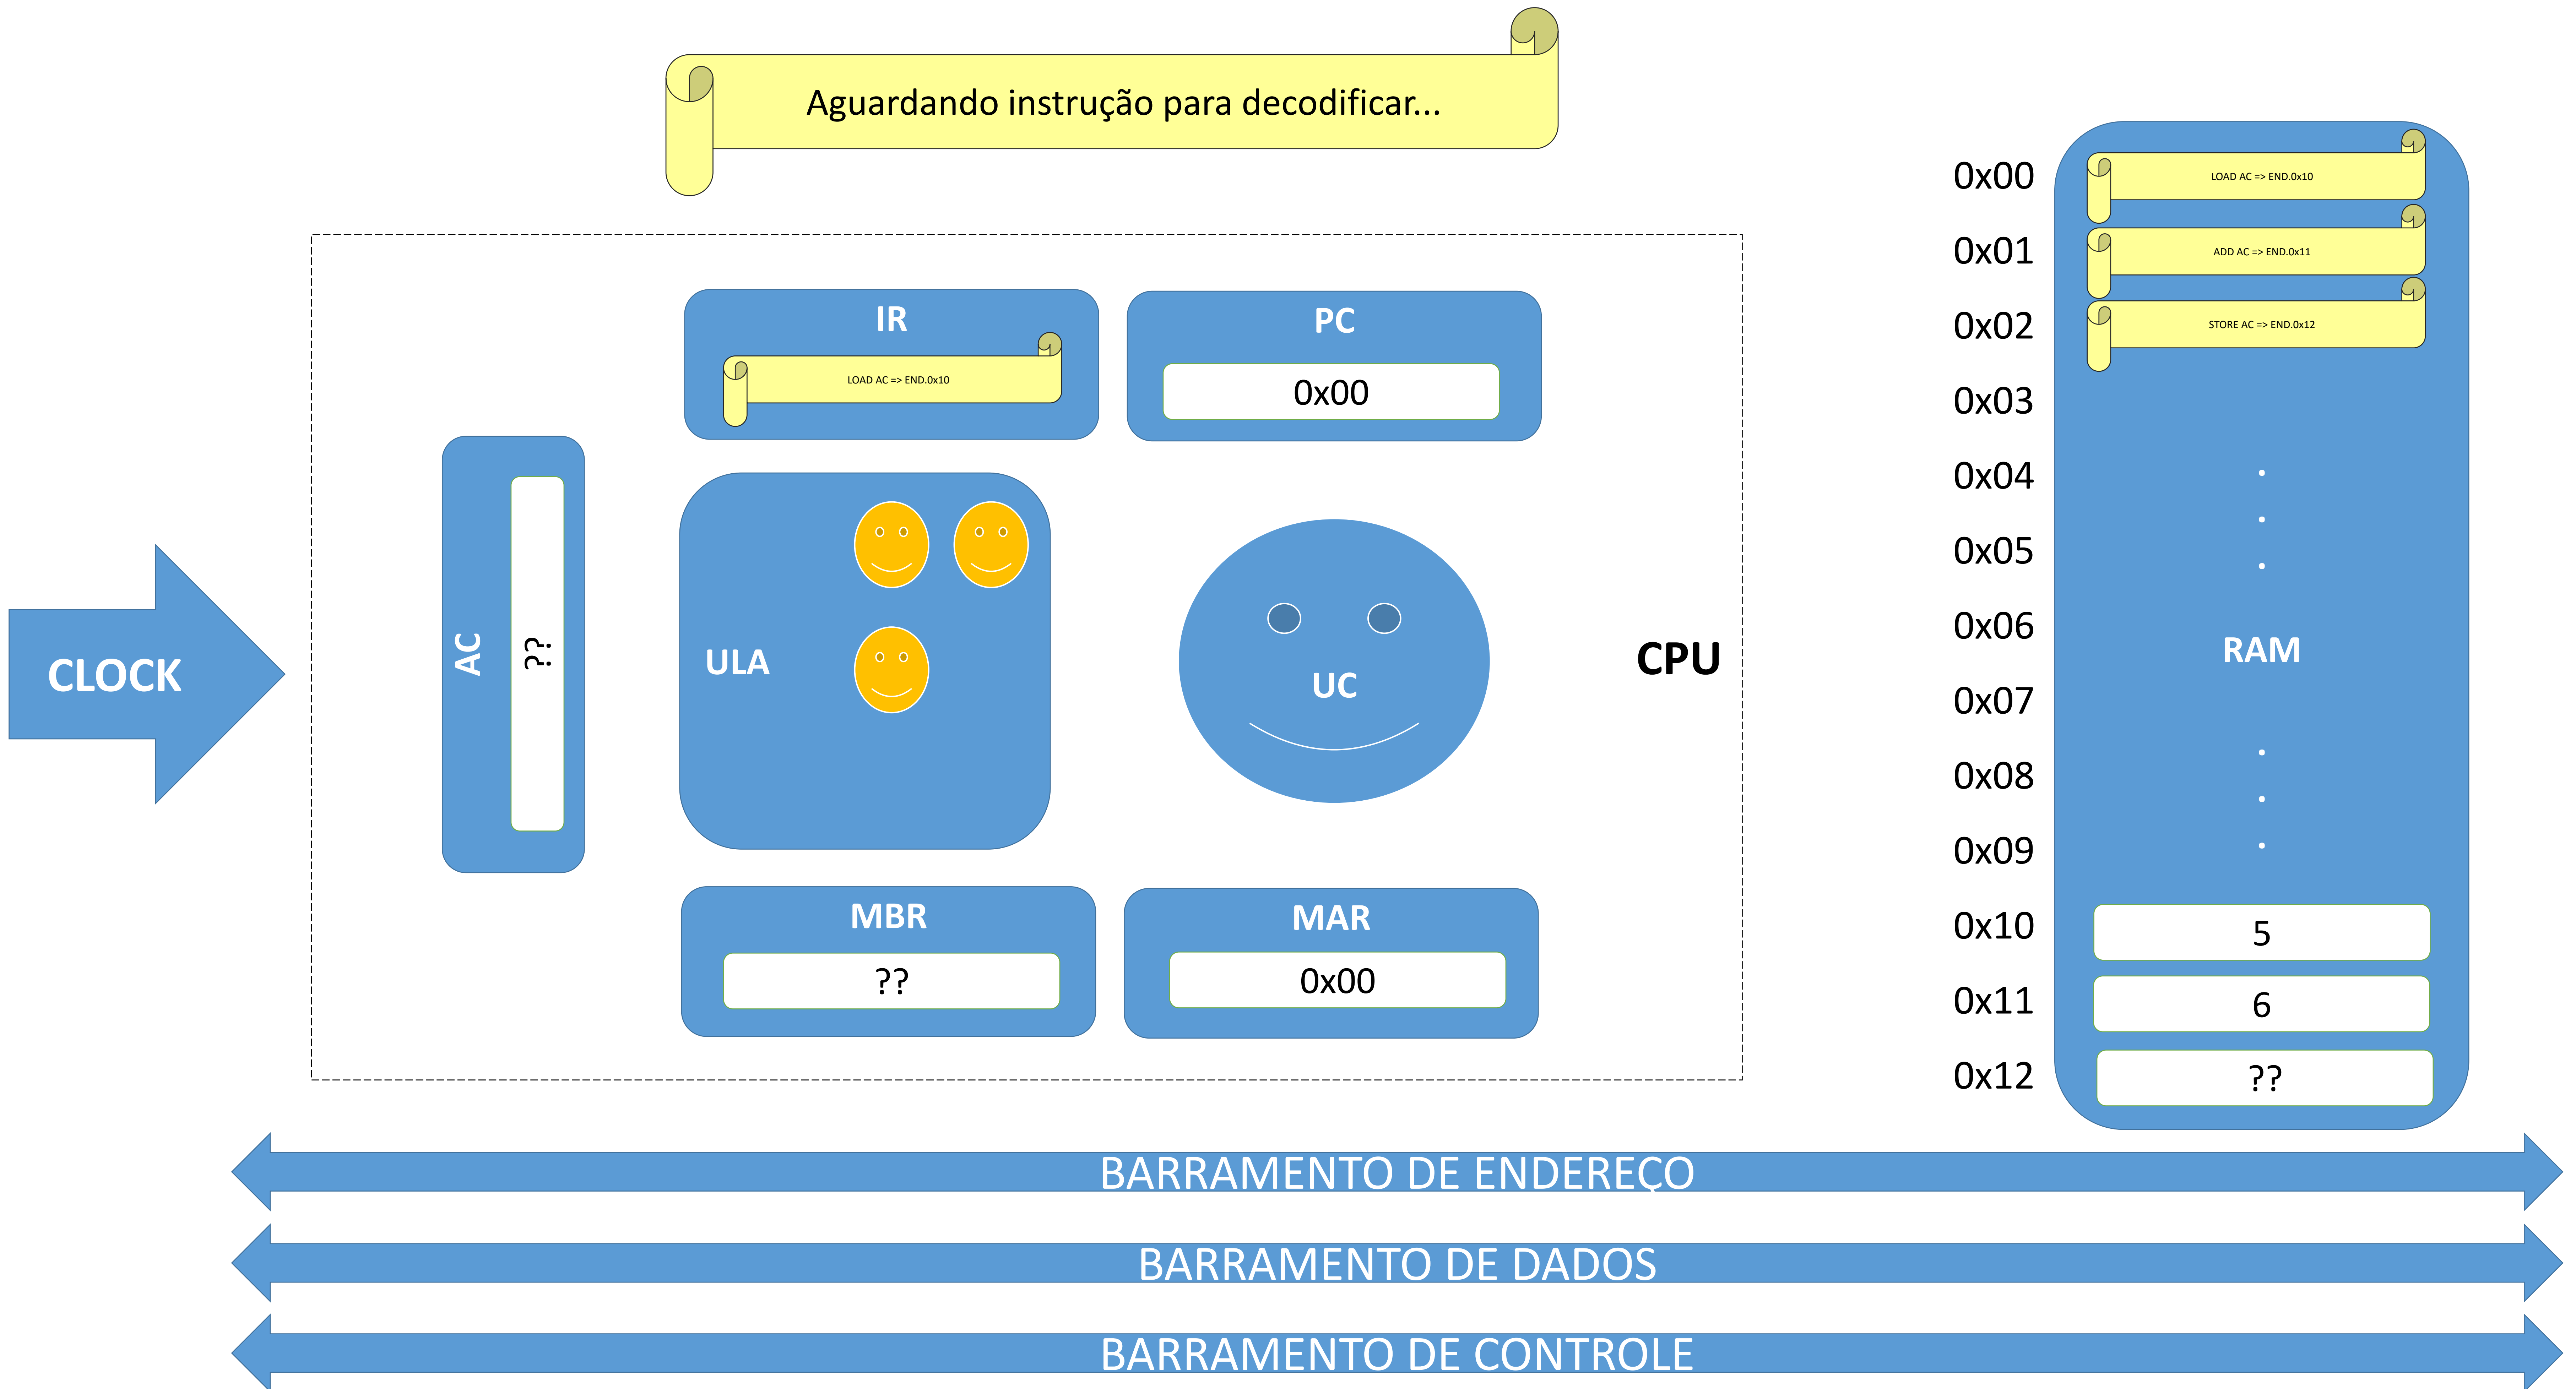 Aguardando instrução para decodificar...
0x00
LOAD AC => END.0x10
0x01
ADD AC => END.0x11
0x02
STORE AC => END.0x12
0x03
0x04
0x05
0x06
0x07
0x08
0x09
0x10
0x11
0x12
RAM
5
6
??
IR
LOAD AC => END.0x10
PC
0x00
CLOCK
AC
??
ULA
UC
CPU
MBR
??
MAR
0x00
BARRAMENTO DE ENDEREÇO
BARRAMENTO DE DADOS
BARRAMENTO DE CONTROLE